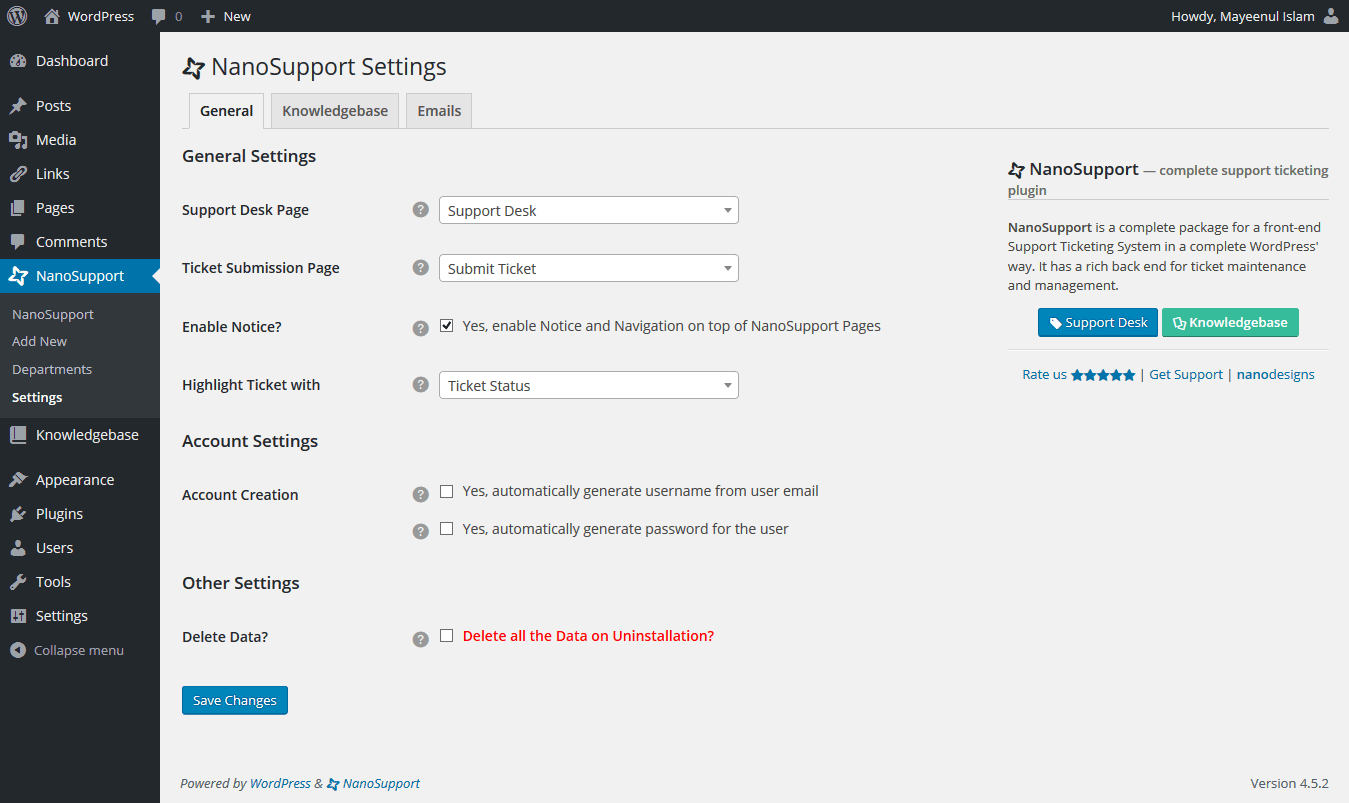 WordPress 0 New Howdy, Mayeenul Islam
Dashboard
Posts
Media
Links
Pages
Comments
NanoSupport
NanoSupport
Add New
Departments
Settings
Knowledgebase
Appearance
Plugins
Users
Tools
Settings
Collapse menu
NanoSupport Settings
General Knowledgebase Emails
General Settings
Support Desk Page ? Support Desk
Ticket Submission Page ? Submit Ticket
Enable Notice? ? Yes, enable Notice and Navigation on top of NanoSupport Pages
Highlight Ticket with ? Ticket Status
Account Settings
Account Creation ? Yes, automatically generate username from user email
? Yes, automatically generate password for the user
Other Settings
Delete Data? ? Delete all the Data on Uninstallation?
Save Changes
NanoSupport — complete support ticketing
plugin
NanoSupport is a complete package for a front-end
Support Ticketing System in a complete WordPress'
way. It has a rich back end for ticket maintenance
and management.
Support Desk Knowledgebase
Rate us ★★★★★ | Get Support | nanodesigns
Powered by WordPress & NanoSupport Version 4.5.2